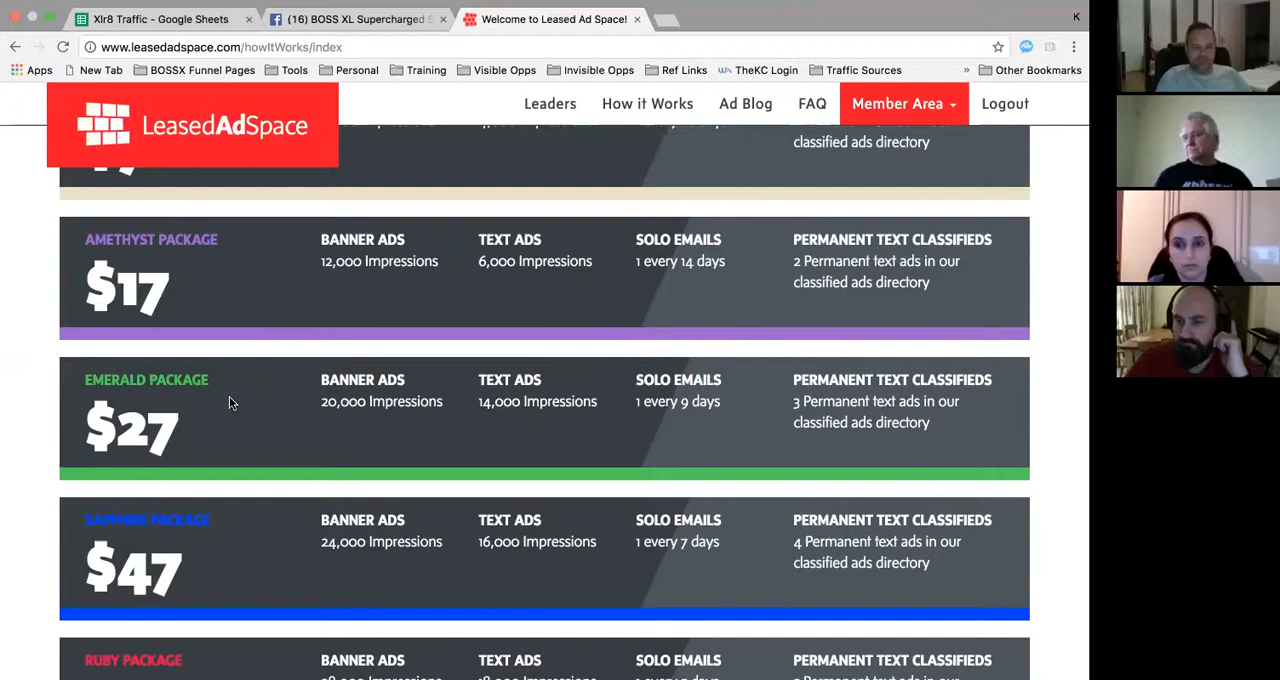 Xlr8 Traffic - Google Sheets
(16) BOSS XL Supercharged S
Welcome to Leased Ad Space!
K
www.leasedadspace.com/howItWorks/index
Apps New Tab BOSSX Funnel Pages Tools Personal Training Visible Opps Invisible Opps Ref Links TheKC Login Traffic Sources » Other Bookmarks
LeasedAdSpace
Leaders How it Works Ad Blog FAQ Member Area Logout
classified ads directory
AMETHYST PACKAGE BANNER ADS TEXT ADS SOLO EMAILS PERMANENT TEXT CLASSIFIEDS
$17 12,000 Impressions 6,000 Impressions 1 every 14 days 2 Permanent text ads in our
classified ads directory
EMERALD PACKAGE BANNER ADS TEXT ADS SOLO EMAILS PERMANENT TEXT CLASSIFIEDS
$27 20,000 Impressions 14,000 Impressions 1 every 9 days 3 Permanent text ads in our
classified ads directory
SAPPHIRE PACKAGE BANNER ADS TEXT ADS SOLO EMAILS PERMANENT TEXT CLASSIFIEDS
$47 24,000 Impressions 16,000 Impressions 1 every 7 days 4 Permanent text ads in our
classified ads directory
RUBY PACKAGE BANNER ADS TEXT ADS SOLO EMAILS PERMANENT TEXT CLASSIFIEDS